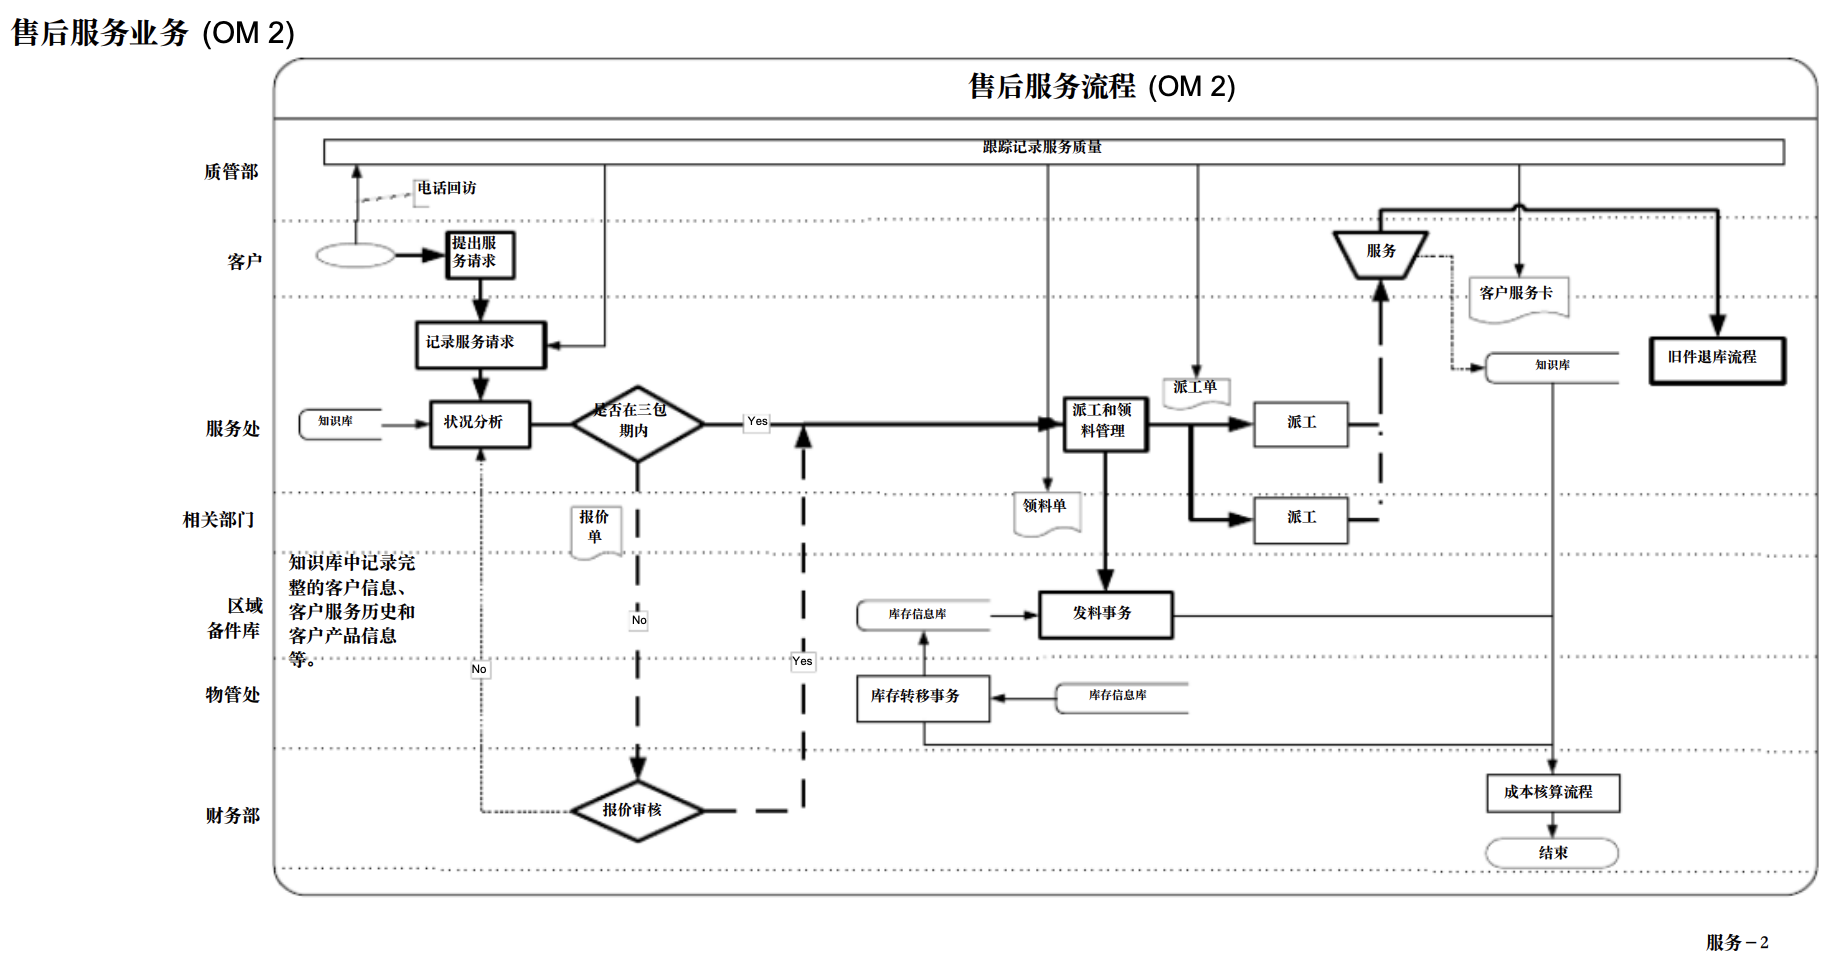 售后服务业务 (OM 2)
售后服务流程 (OM 2)
跟踪记录服务质量
质管部
电话回访
客户
提出服
务请求
服务
客户服务卡
记录服务请求
知识库
旧件退库流程
服务处
知识库
状况分析
是否在三包
期内
Yes
派工和领
料管理
派工单
派工
相关部门
报价
单
领料单
派工
知识库中记录完
整的客户信息、
客户服务历史和
客户产品信息
等。
区域
备件库
No
库存信息库
发料事务
No
Yes
物管处
库存转移事务
库存信息库
财务部
报价审核
成本核算流程
结束
服务－2